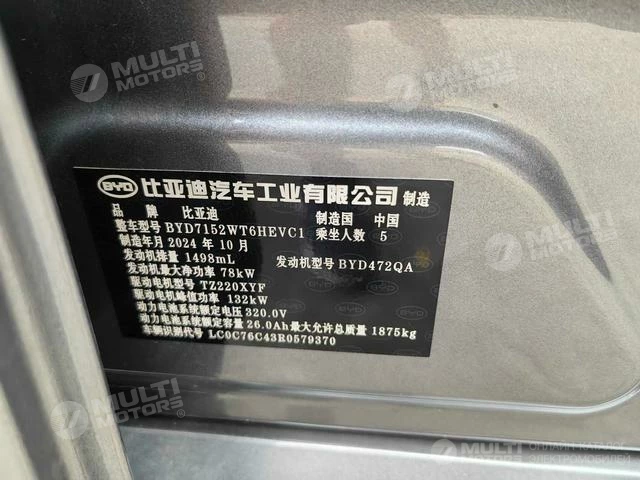 MULTI
MOTORS®
MULTI
MOTORS®
BYD 比亚迪汽车工业有限公司 制造
品 牌 比亚迪 制造国 中国
整车型号 BYD7152WT6HEVC1 乘坐人数 5
制造年月 2024 年 10 月
发动机排量 1498mL 发动机型号 BYD472QA
发动机最大净功率 78kW
驱动电机型号 TZ220XYF
驱动电机峰值功率 132kW
动力电池系统额定电压 320.0V
动力电池系统额定容量 26.0Ah 最大允许总质量 1875kg
车辆识别代号 LC0C76C43R0579370
MULTI
MOTORS®
MULTI